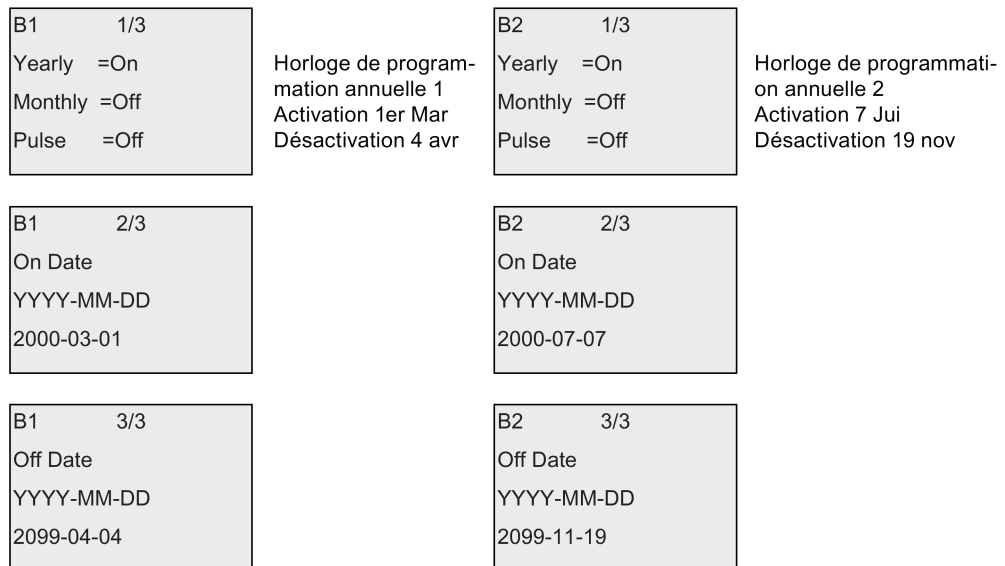 B1 1/3
Yearly =On
Monthly =Off
Pulse =Off
Horloge de program-
mation annuelle 1
Activation 1er Mar
Désactivation 4 avr
B2 1/3
Yearly =On
Monthly =Off
Pulse =Off
Horloge de programmati-
on annuelle 2
Activation 7 Jui
Désactivation 19 nov
B1 2/3
On Date
YYYY-MM-DD
2000-03-01
B2 2/3
On Date
YYYY-MM-DD
2000-07-07
B1 3/3
Off Date
YYYY-MM-DD
2099-04-04
B2 3/3
Off Date
YYYY-MM-DD
2099-11-19